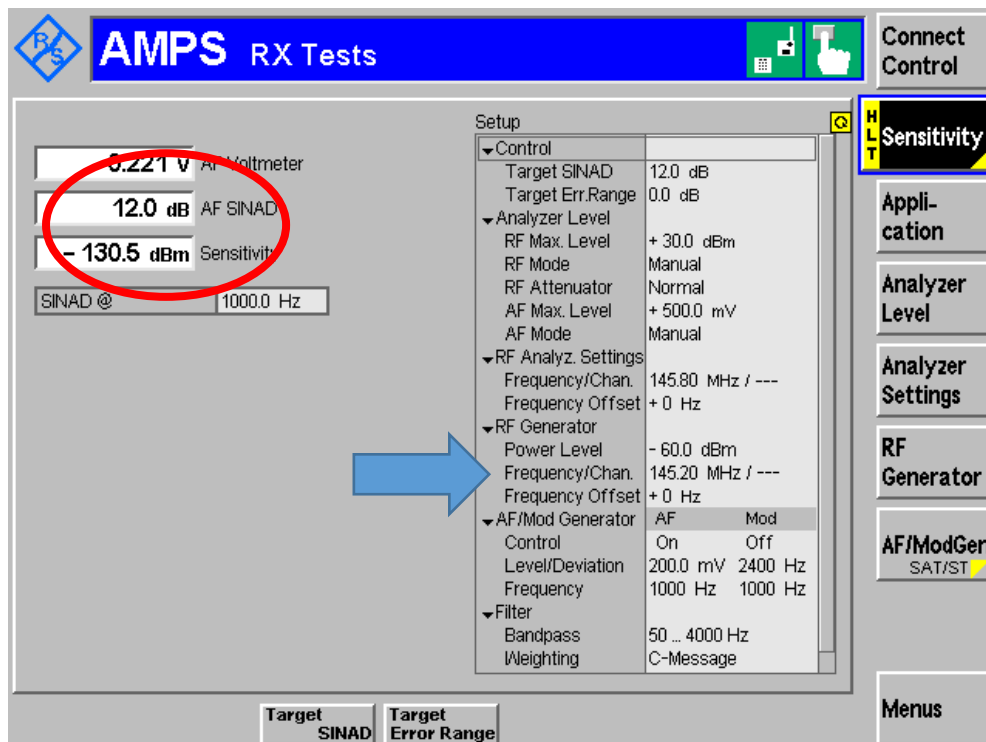 R&S
AMPS RX Tests
Connect
Control
HLT
Sensitivity
Appli-
cation
Analyzer
Level
Analyzer
Settings
RF
Generator
AF/ModGen
SAT/ST
Menus
0.221 V AF Voltmeter
12.0 dB AF SINAD
- 130.5 dBm Sensitivity
SINAD @ 1000.0 Hz
Setup
Control
Target SINAD 12.0 dB
Target Err.Range 0.0 dB
Analyzer Level
RF Max. Level + 30.0 dBm
RF Mode Manual
RF Attenuator Normal
AF Max. Level + 500.0 mV
AF Mode Manual
RF Analyz. Settings
Frequency/Chan. 145.80 MHz / ---
Frequency Offset + 0 Hz
RF Generator
Power Level - 60.0 dBm
Frequency/Chan. 145.20 MHz / ---
Frequency Offset + 0 Hz
AF/Mod Generator AF Mod
Control On Off
Level/Deviation 200.0 mV 2400 Hz
Frequency 1000 Hz 1000 Hz
Filter
Bandpass 50 ... 4000 Hz
Weighting C-Message
Target
SINAD
Target
Error Range